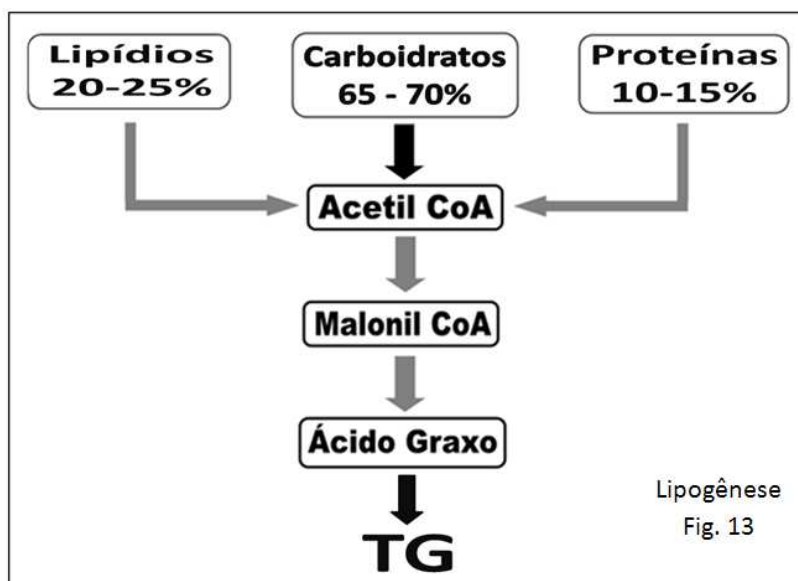 Lipídios
20-25%
Carboidratos
65 - 70%
Proteínas
10-15%
Acetil CoA
Malonil CoA
Ácido Graxo
TG
Lipogênese
Fig. 13